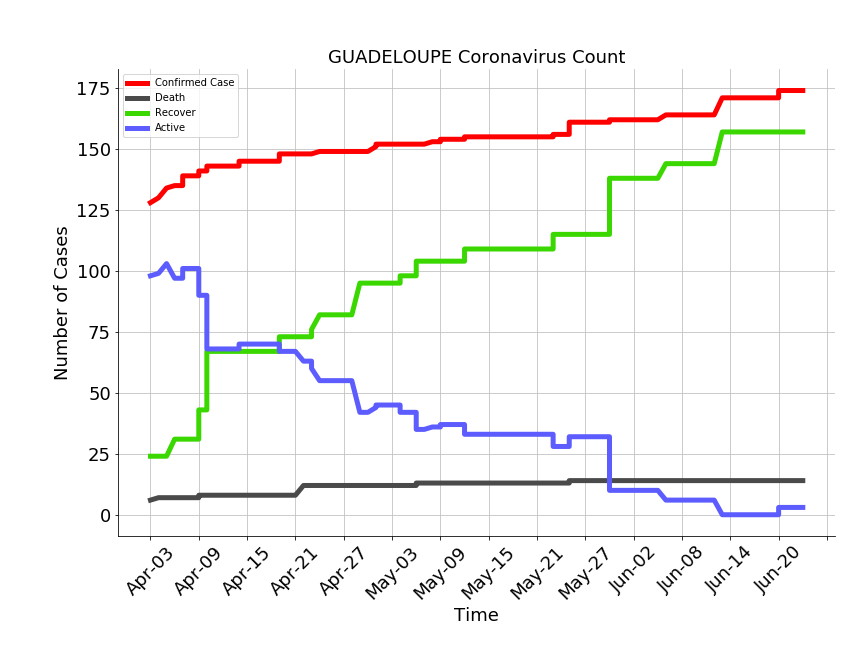 GUADELOUPE Coronavirus Count
Confirmed Case
Death
Recover
Active
Number of Cases
175
150
125
100
75
50
25
0
Apr-03
Apr-09
Apr-15
Apr-21
Apr-27
May-03
May-09
May-15
May-21
May-27
Jun-02
Jun-08
Jun-14
Jun-20
Time